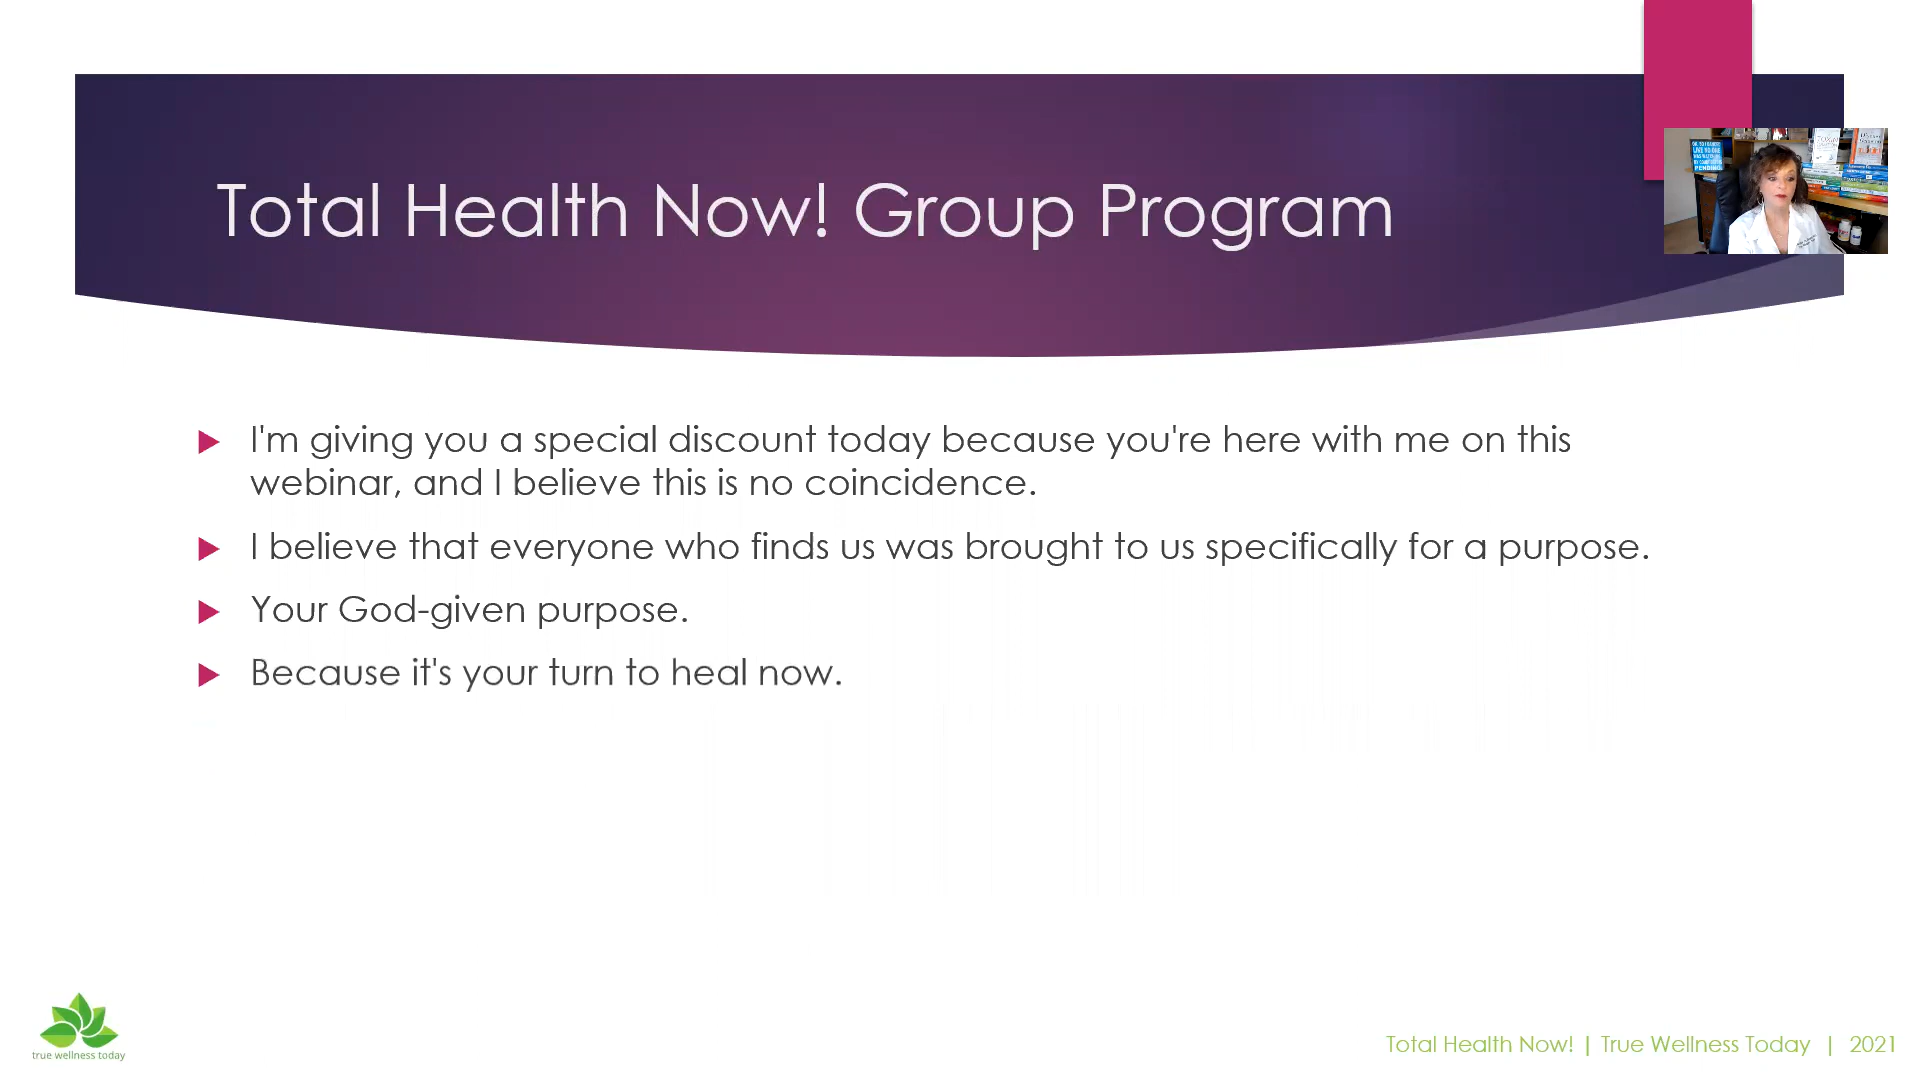 Total Health Now! Group Program
I'm giving you a special discount today because you're here with me on this
webinar, and I believe this is no coincidence.
I believe that everyone who finds us was brought to us specifically for a purpose.
Your God-given purpose.
Because it's your turn to heal now.
true wellness today
Total Health Now! | True Wellness Today | 2021